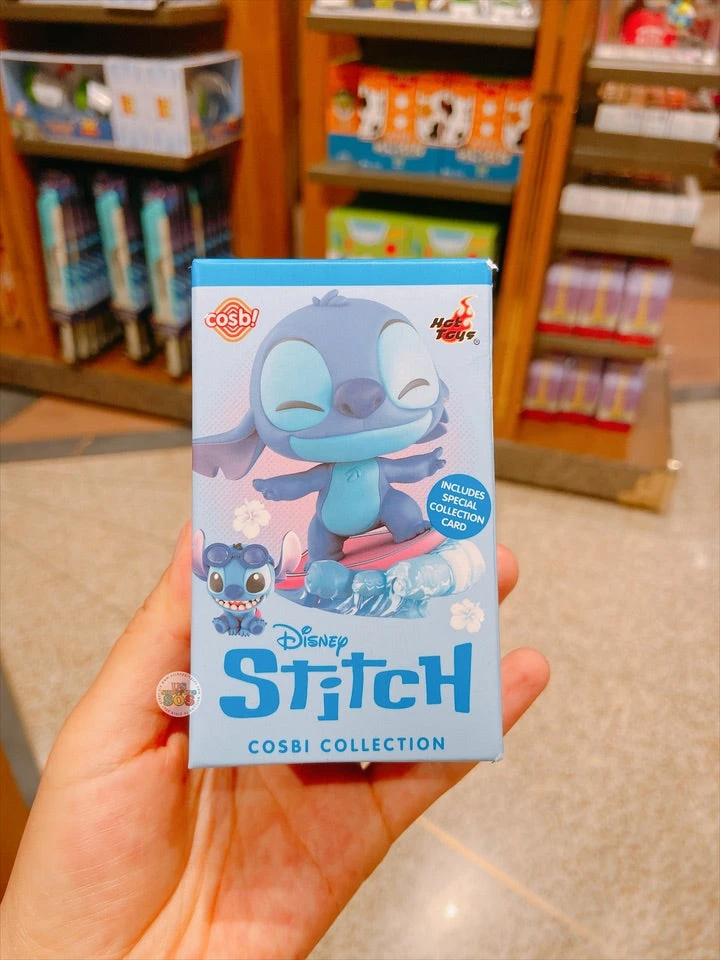 cosb!
Hot
Toys
INCLUDES
SPECIAL
COLLECTION
CARD
Disney
Stitch
COSBI COLLECTION